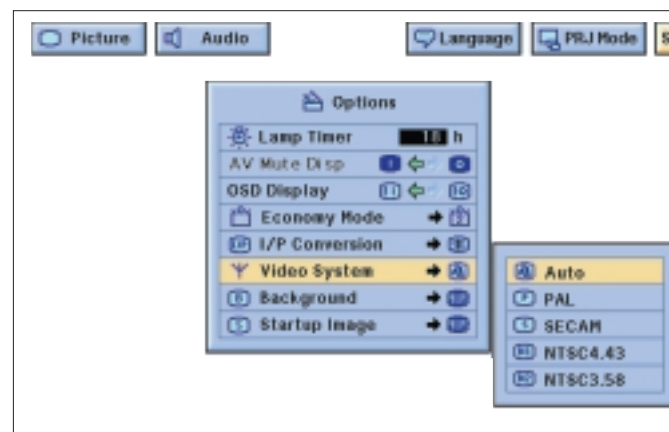 Picture
Audio
Language
PRJ Mode
S
Options
Lamp Timer 18 h
AV Mute Disp
OSD Display
Economy Mode
I/P Conversion
Video System
Background
Startup Image
Auto
PAL
SECAM
NTSC4.43
NTSC3.58